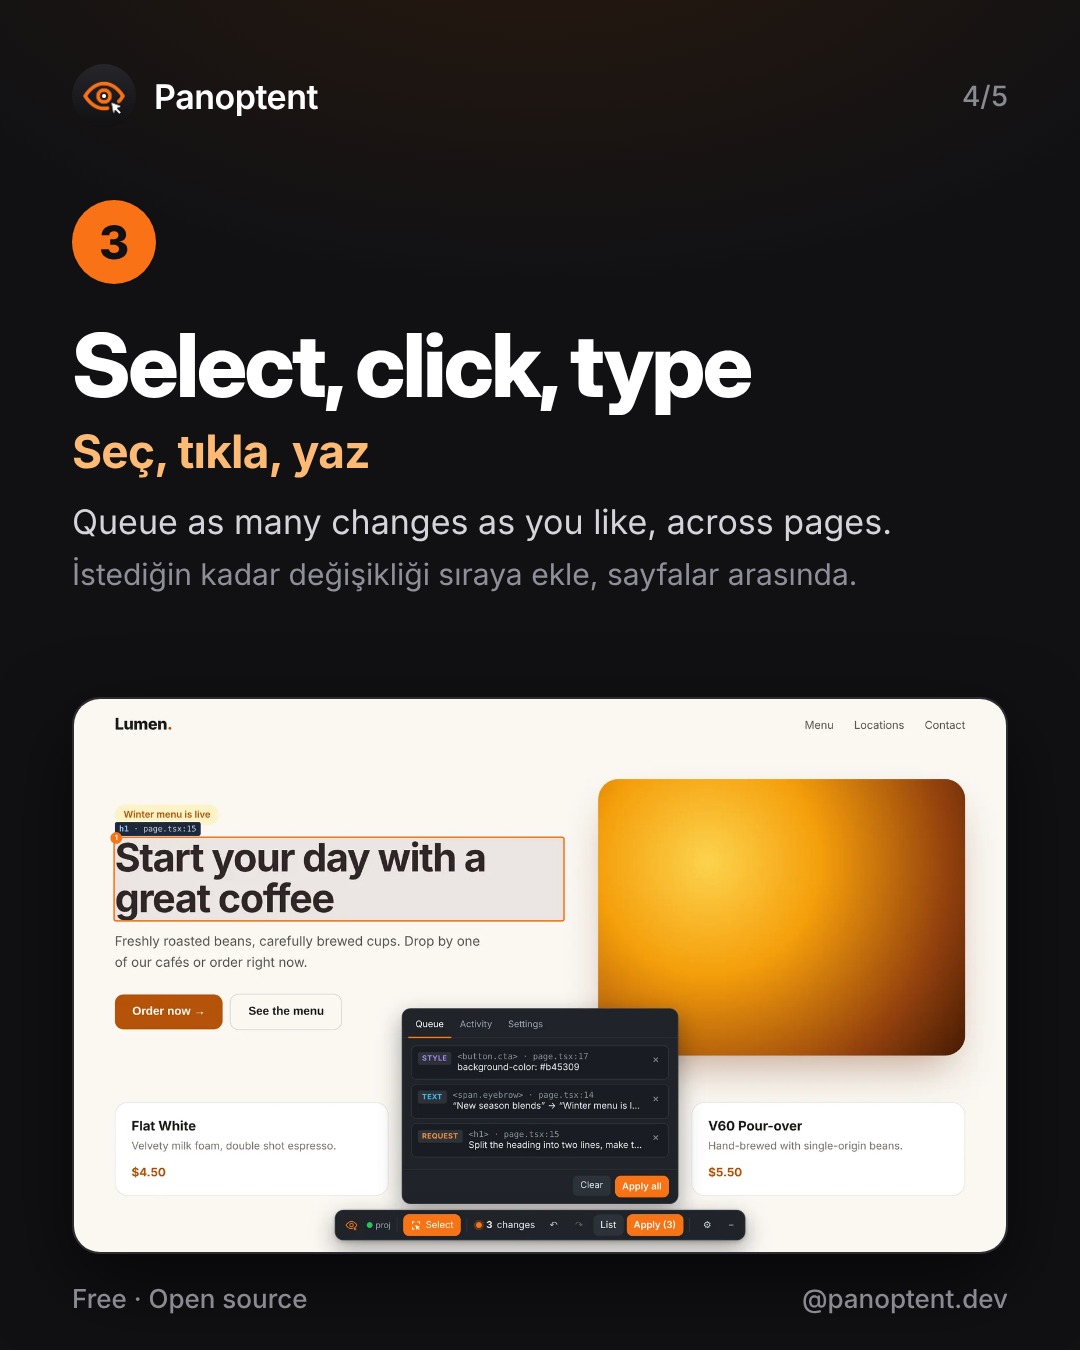 Panoptent
4/5
3
Select, click, type
Seç, tıkla, yaz
Queue as many changes as you like, across pages.
İstediğin kadar değişikliği sıraya ekle, sayfalar arasında.
Lumen.
Menu Locations Contact
Winter menu is live
h1 · page.tsx:15
1
Start your day with a
great coffee
Freshly roasted beans, carefully brewed cups. Drop by one
of our cafés or order right now.
Order now →
See the menu
Queue Activity Settings
STYLE <button.cta> · page.tsx:17 ×
background-color: #b45309
TEXT <span.eyebrow> · page.tsx:14 ×
“New season blends” → “Winter menu is l…
REQUEST <h1> · page.tsx:15 ×
Split the heading into two lines, make t…
Clear Apply all
Flat White
Velvety milk foam, double shot espresso.
$4.50
V60 Pour-over
Hand-brewed with single-origin beans.
$5.50
proj Select 3 changes List Apply (3)
Free · Open source
@panoptent.dev